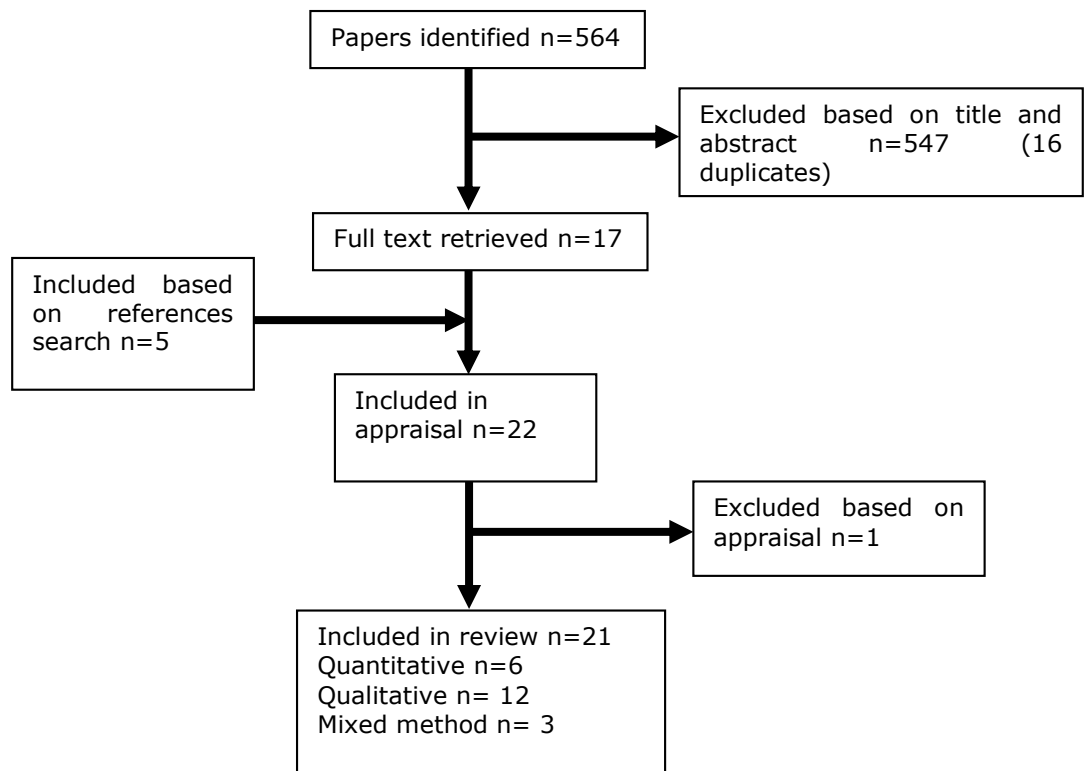 Papers identified n=564
Excluded based on title and
abstract n=547 (16
duplicates)
Full text retrieved n=17
Included based
on references
search n=5
Included in
appraisal n=22
Excluded based on
appraisal n=1
Included in review n=21
Quantitative n=6
Qualitative n= 12
Mixed method n= 3